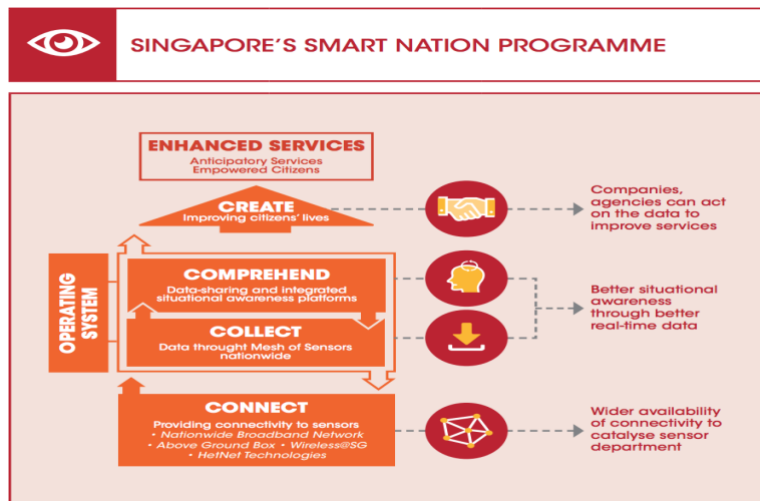 SINGAPORE'S SMART NATION PROGRAMME
ENHANCED SERVICES
Anticipatory Services
Empowered Citizens
CREATE
Improving citizens' lives
Companies,
agencies can act
on the data to
improve services
OPERATING
SYSTEM
COMPREHEND
Data-sharing and integrated
situational awareness platforms
COLLECT
Data throught Mesh of Sensors
nationwide
Better situational
awareness
through better
real-time data
CONNECT
Providing connectivity to sensors
• Nationwide Broadband Network
• Above Ground Box • Wireless@SG
• HetNet Technologies
Wider availability
of connectivity to
catalyse sensor
department